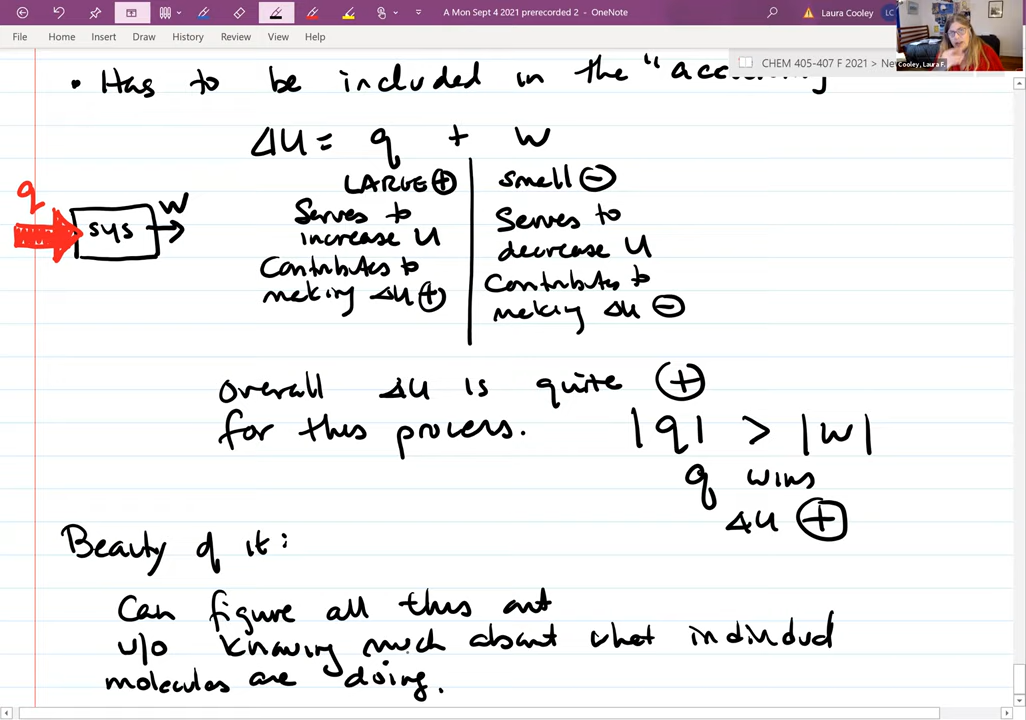 A Mon Sept 4 2021 prerecorded 2 - OneNote
Laura Cooley
LC
File Home Insert Draw History Review View Help
CHEM 405-407 F 2021 >
Cooley, Laura F.
• Has to be included in the "accounting
ΔU = q + w
q
sys
w
LARGE ⊕
Serves to
increase U
Contributes to
making ΔU ⊕
small ⊖
Serves to
decrease U
Contributes to
making ΔU ⊖
Overall ΔU is quite ⊕
for this process.
|q| > |w|
q wins
ΔU ⊕
Beauty of it:
Can figure all this out
w/o knowing much about what individual
molecules are doing.